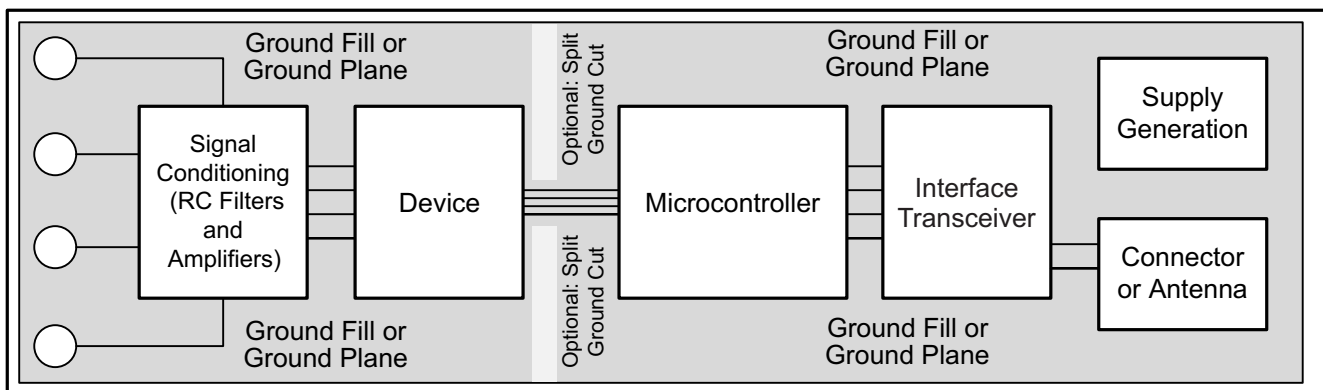 Ground Fill or
Ground Plane
Optional: Split
Ground Cut
Ground Fill or
Ground Plane
Supply
Generation
Signal
Conditioning
(RC Filters
and
Amplifiers)
Device
Microcontroller
Interface
Transceiver
Connector
or Antenna
Ground Fill or
Ground Plane
Optional: Split
Ground Cut
Ground Fill or
Ground Plane